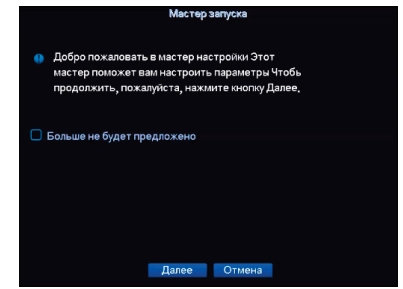 Мастер запуска
Добро пожаловать в мастер настройки Этот
мастер поможет вам настроить параметры Чтобы
продолжить, пожалуйста, нажмите кнопку Далее.
Больше не будет предложено
Далее
Отмена